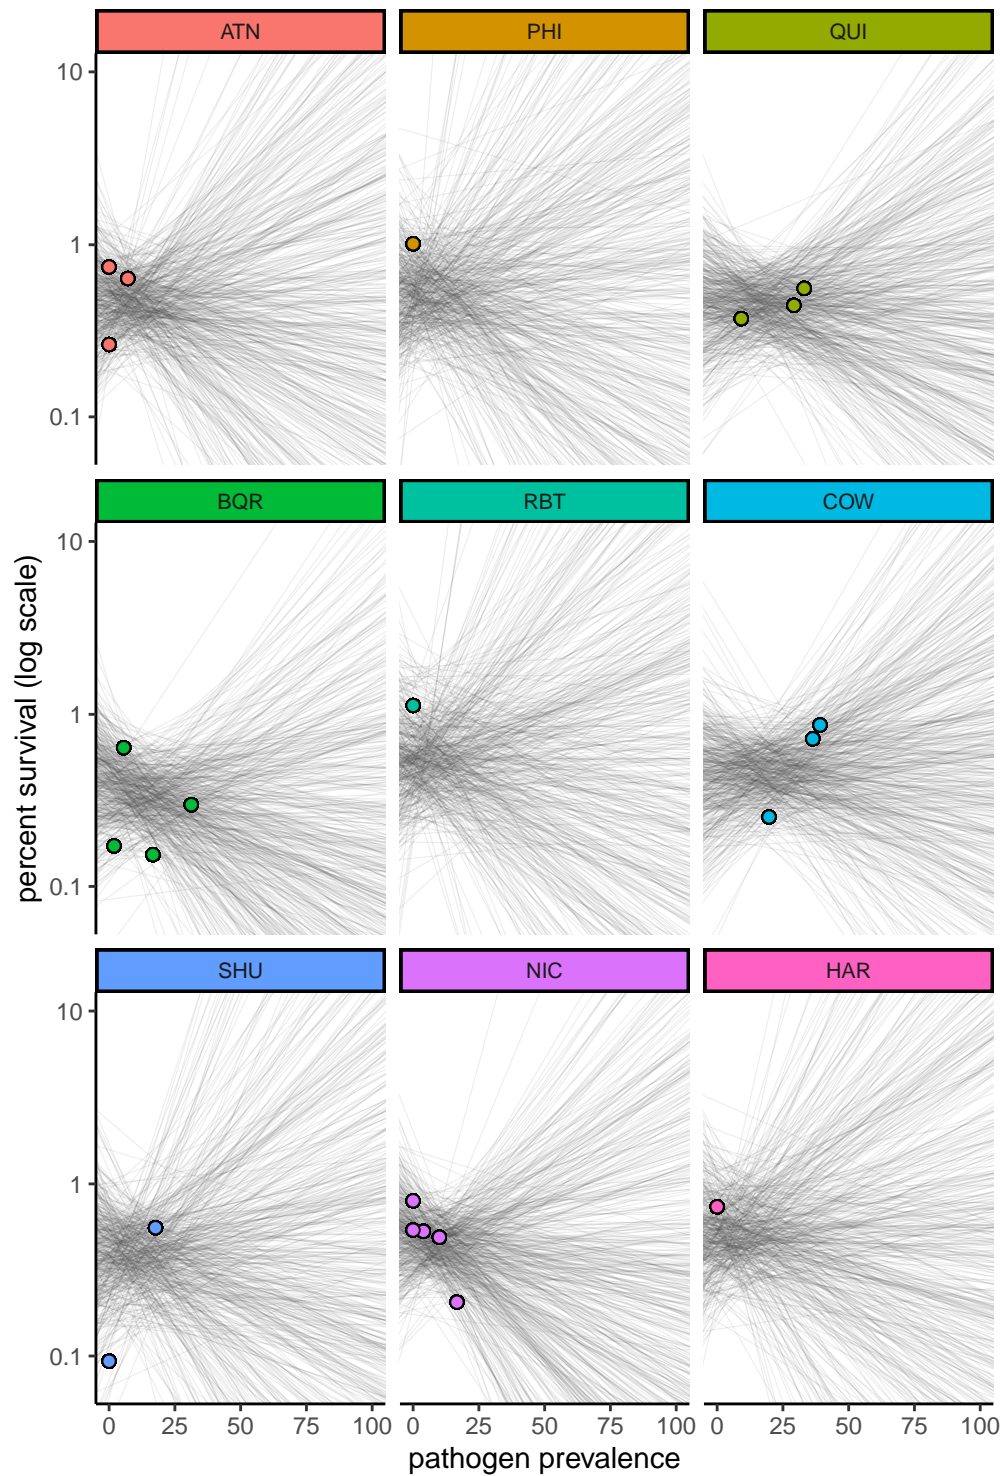 ATN PHI QUI
10
1
0.1
BQR RBT COW
10
1
0.1
percent survival (log scale)
SHU NIC HAR
10
1
0.1
0 25 50 75 100 0 25 50 75 100 0 25 50 75 100
pathogen prevalence